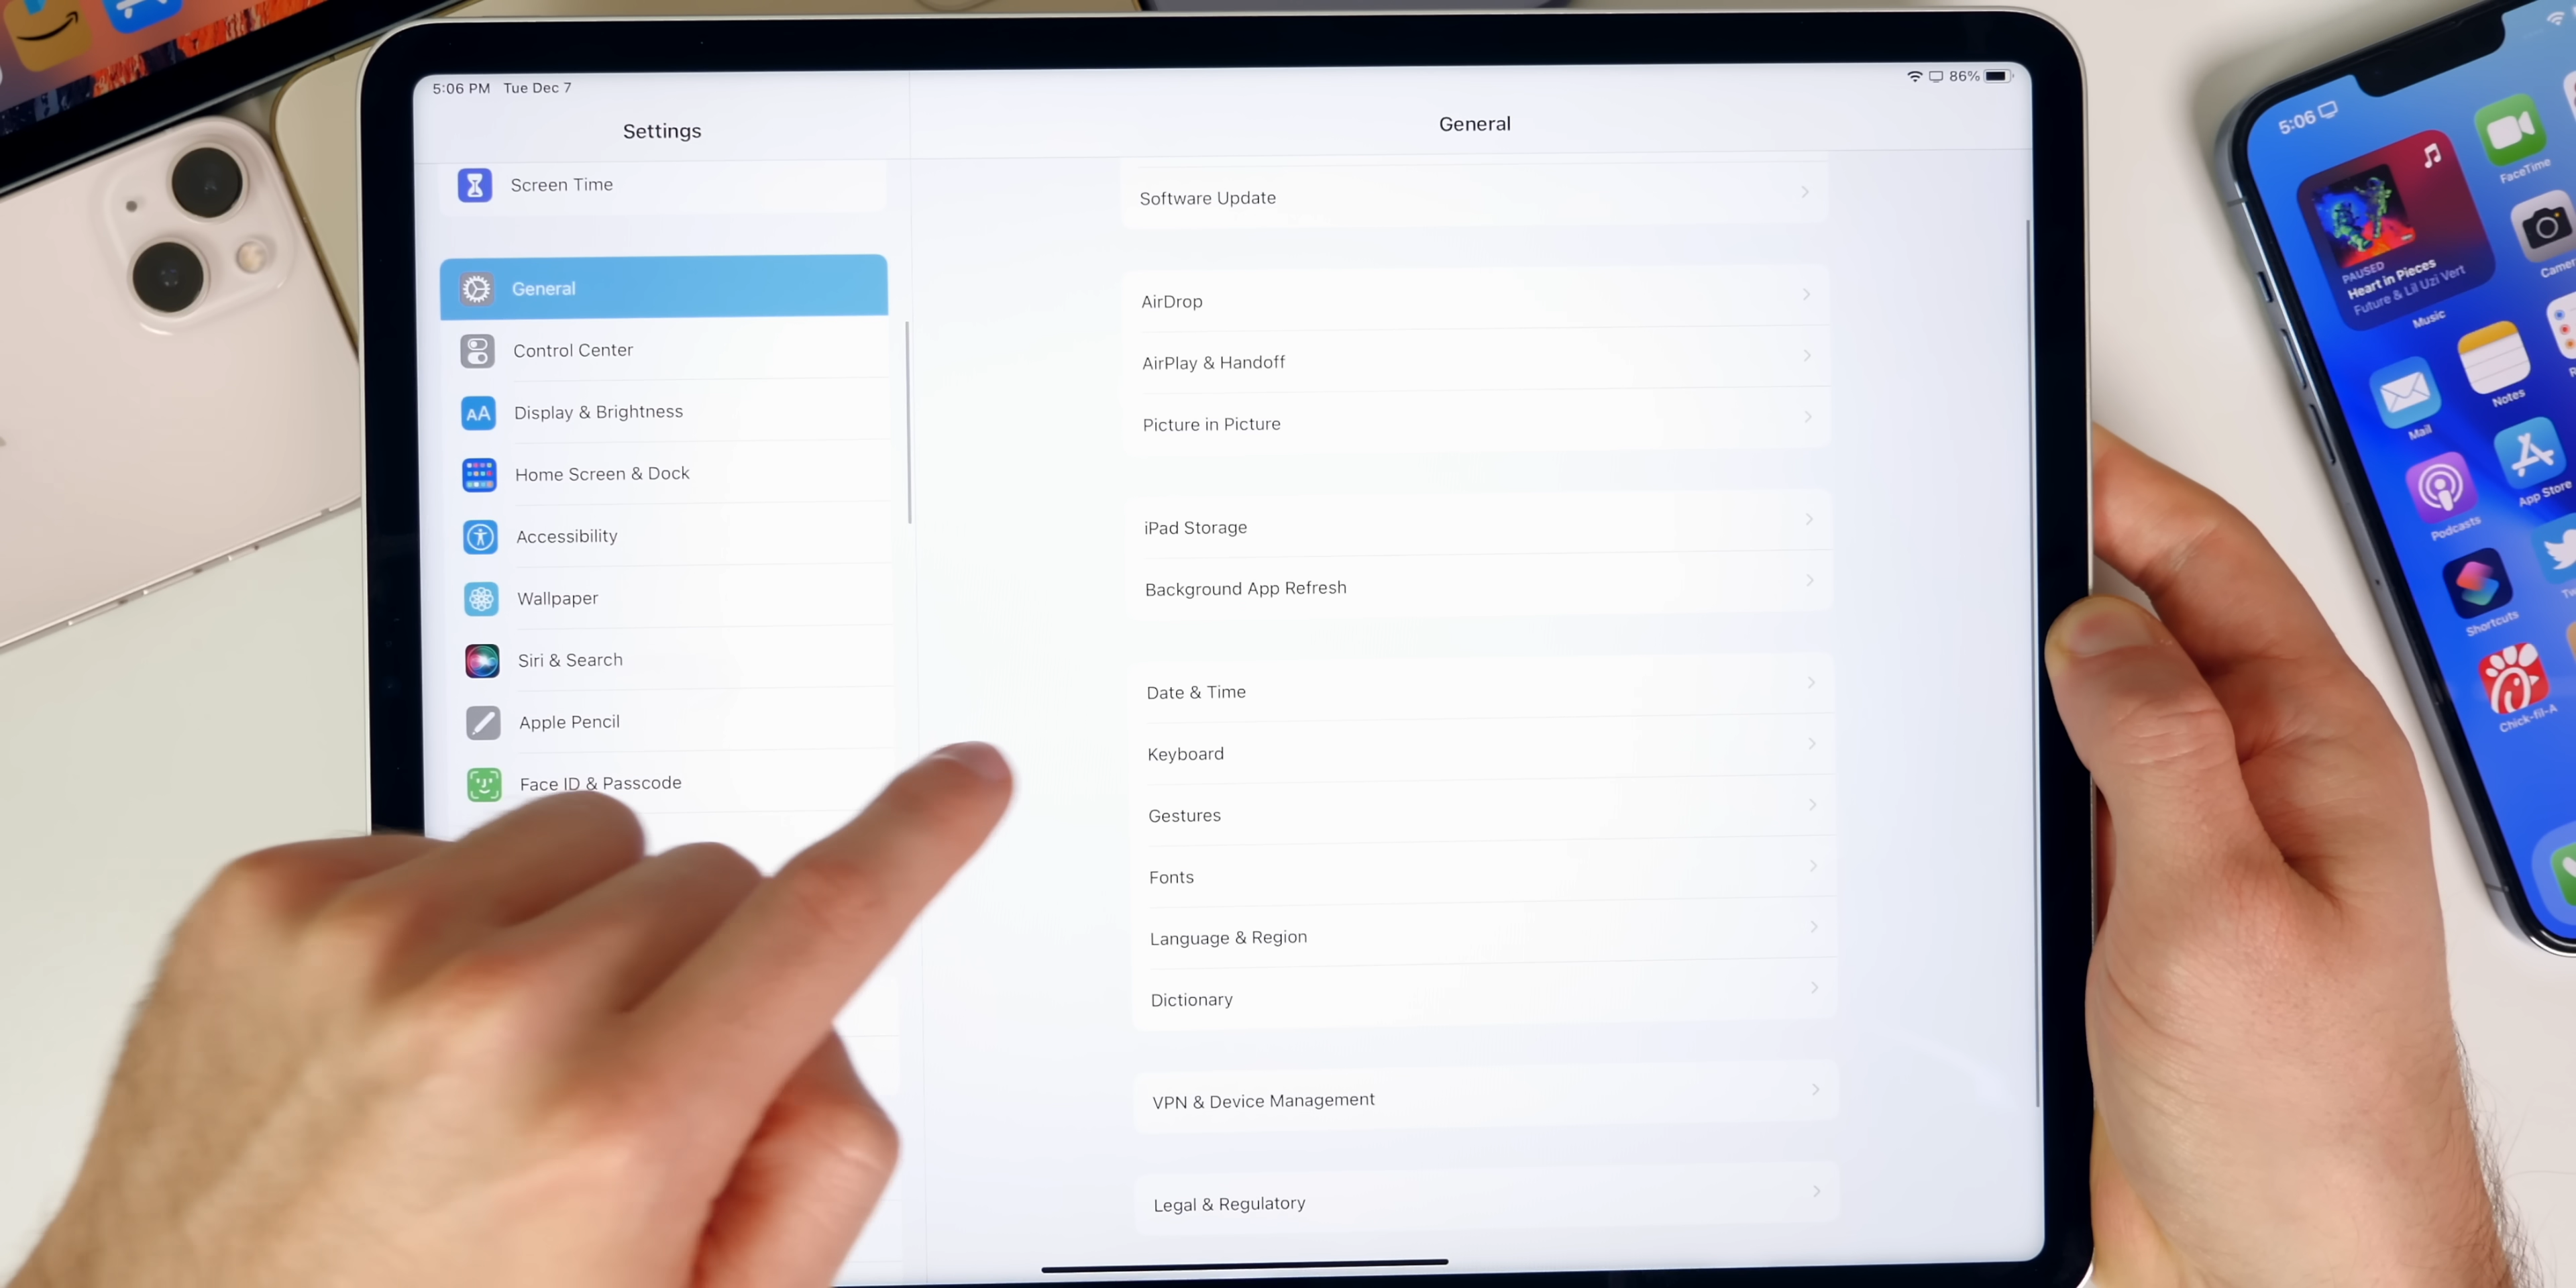 5:06 PM Tue Dec 7
86%
Settings
Screen Time
General
Control Center
AA
Display & Brightness
Home Screen & Dock
Accessibility
Wallpaper
Siri & Search
Apple Pencil
Face ID & Passcode
General
Software Update
AirDrop
AirPlay & Handoff
Picture in Picture
iPad Storage
Background App Refresh
Date & Time
Keyboard
Gestures
Fonts
Language & Region
Dictionary
VPN & Device Management
Legal & Regulatory
5:06
FaceTime
PAUSED
Heart in Pieces
Future & Lil Uzi Vert
Music
Mail
Notes
Podcasts
App Store
Shortcuts
Chick-fil-A